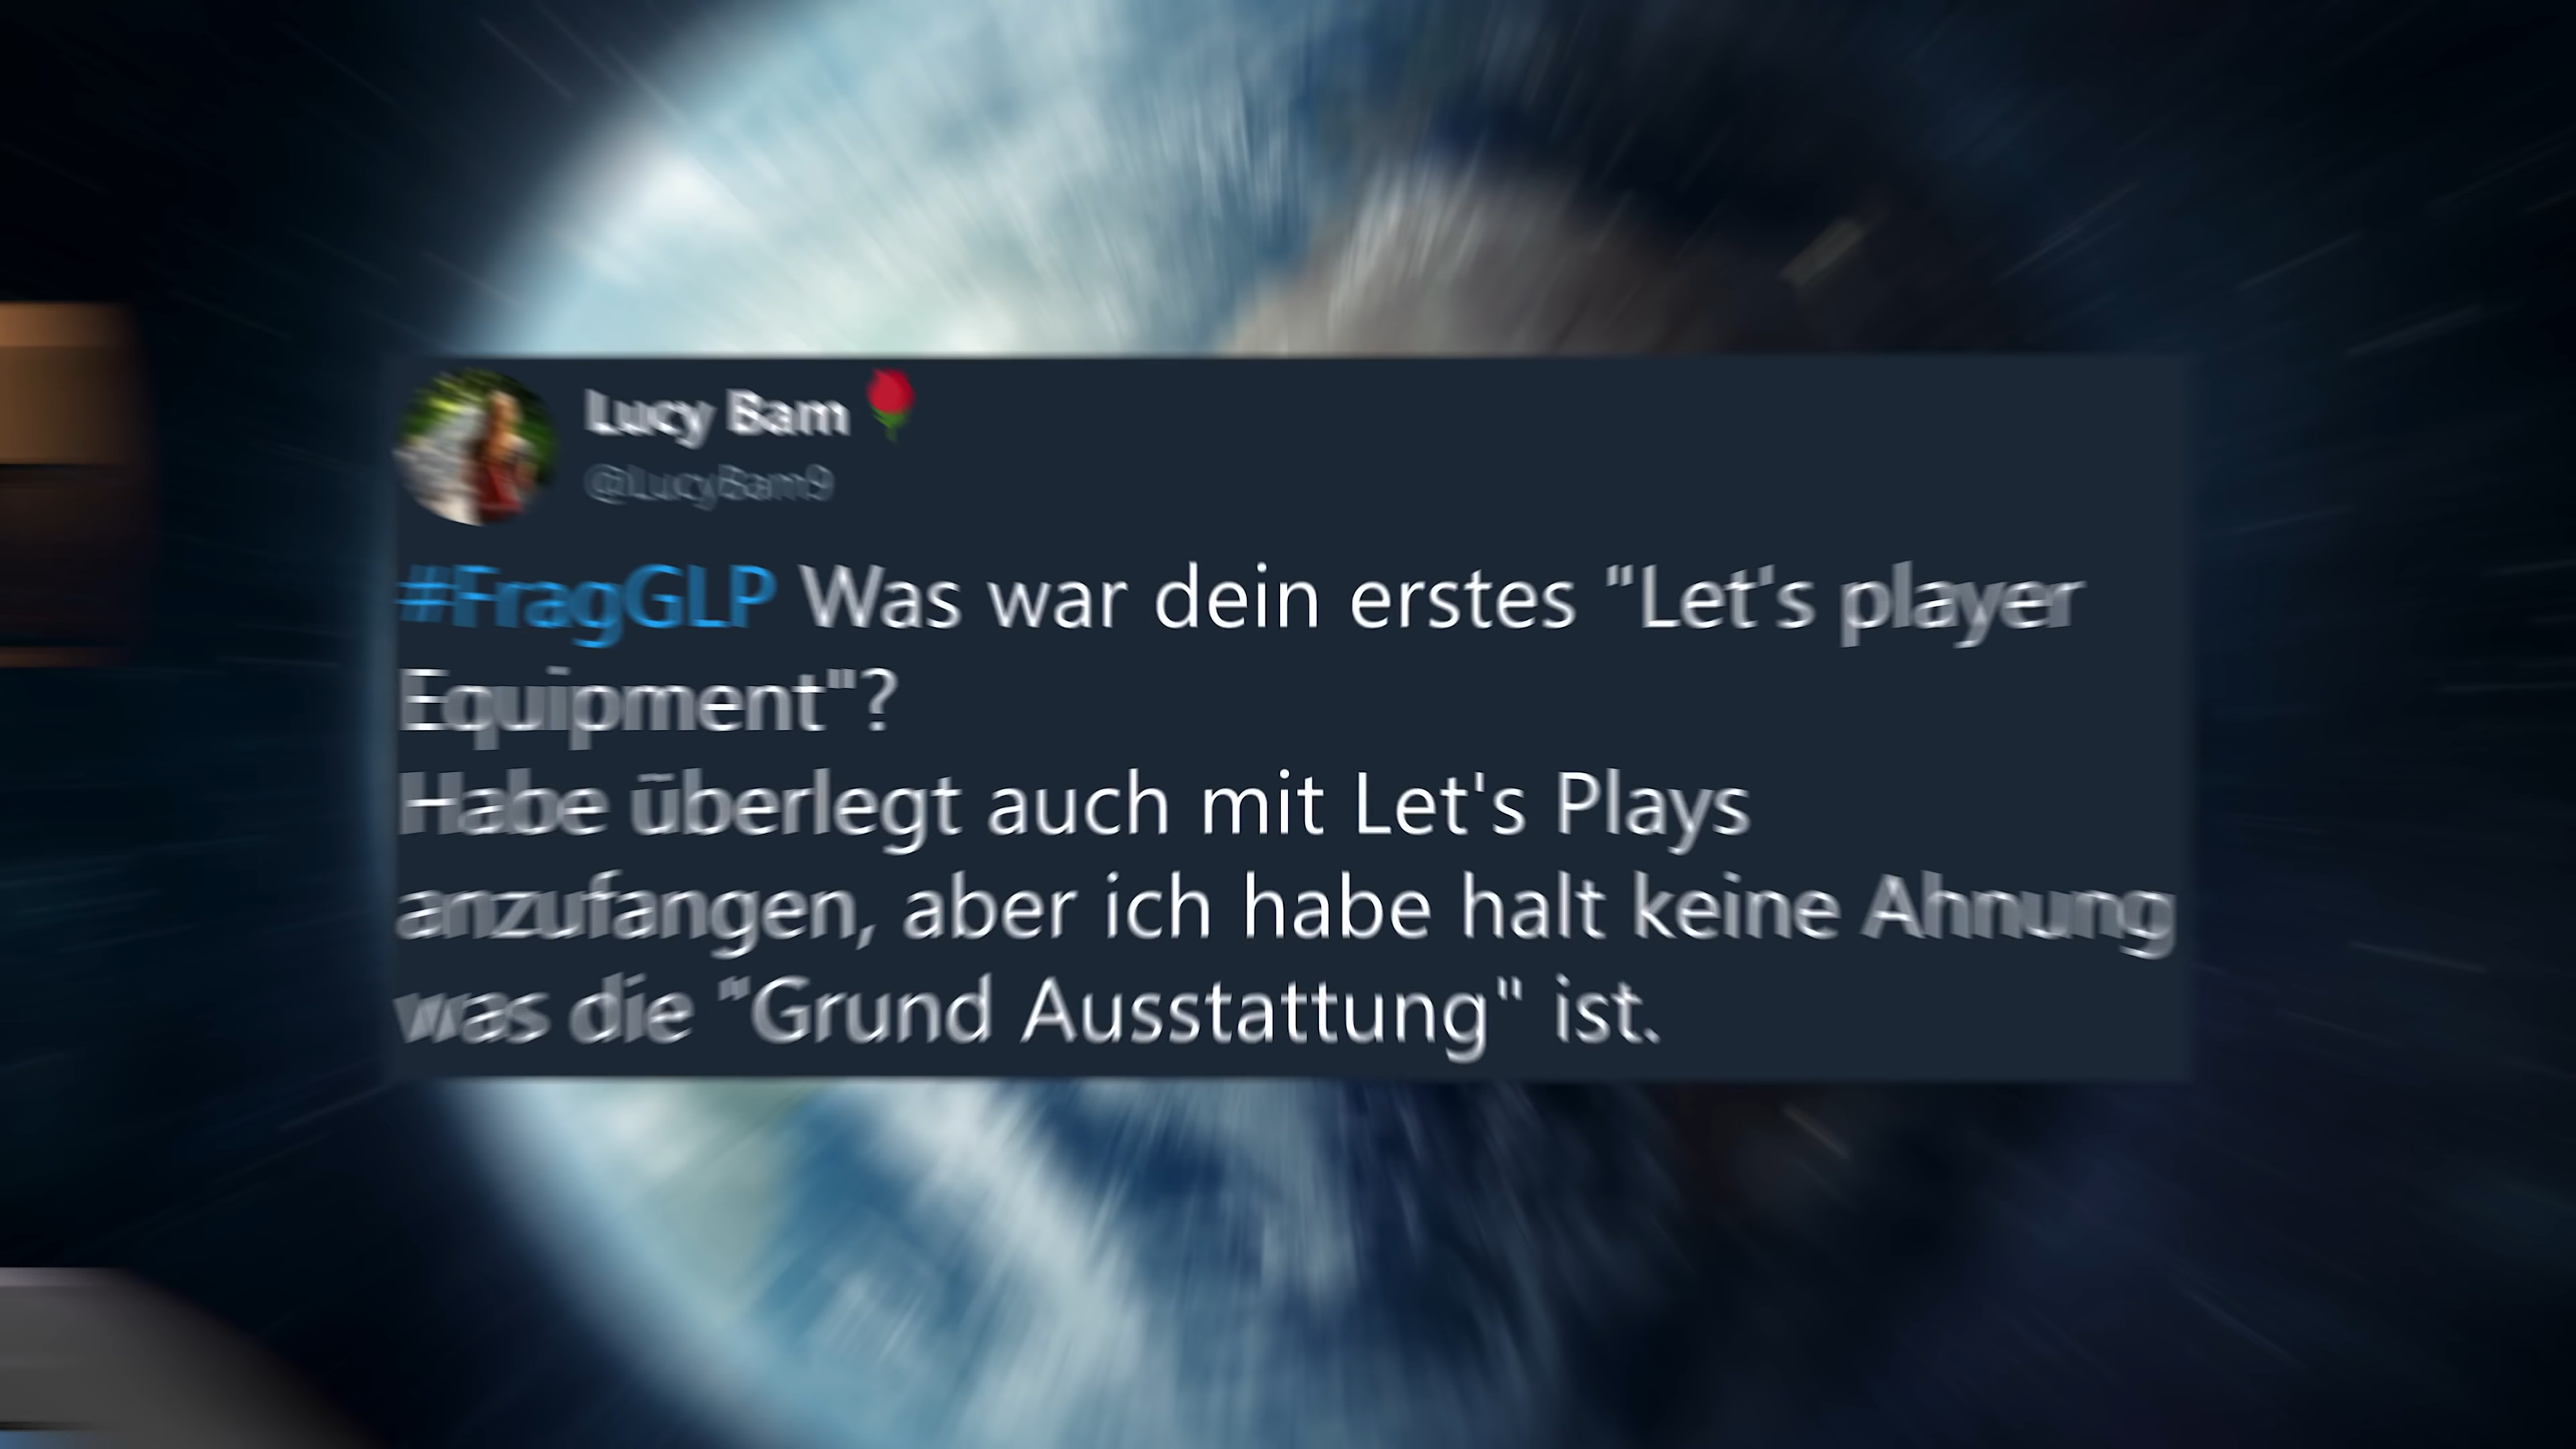 Lucy Bam🌹
@LucyBam9
#FragGLP Was war dein erstes "Let's player
Equipment"?
Habe überlegt auch mit Let's Plays
anzufangen, aber ich habe halt keine Ahnung
was die "Grund Ausstattung" ist.